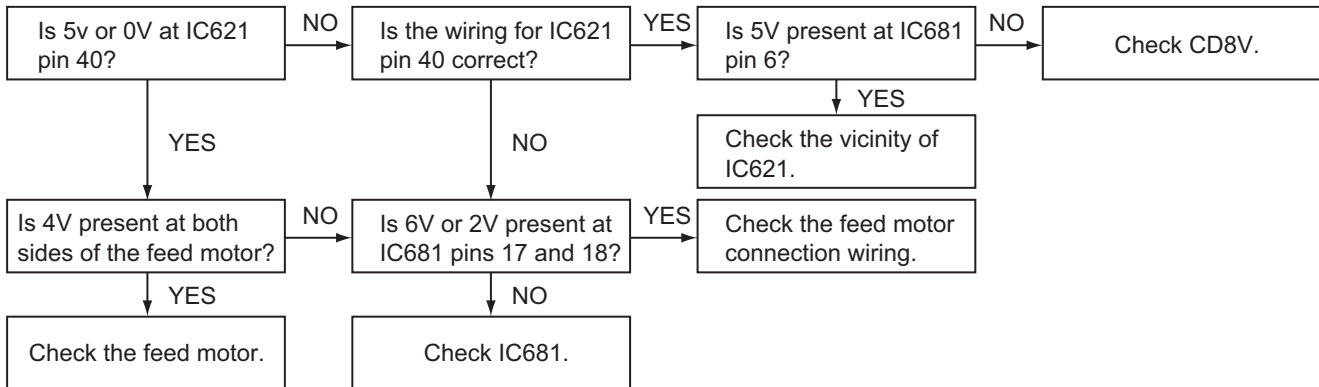 Is 5v or 0V at IC621
pin 40?
NO
Is the wiring for IC621
pin 40 correct?
YES
Is 5V present at IC681
pin 6?
NO
Check CD8V.
YES
NO
YES
Check the vicinity of
IC621.
Is 4V present at both
sides of the feed motor?
NO
Is 6V or 2V present at
IC681 pins 17 and 18?
YES
Check the feed motor
connection wiring.
YES
NO
Check the feed motor.
Check IC681.